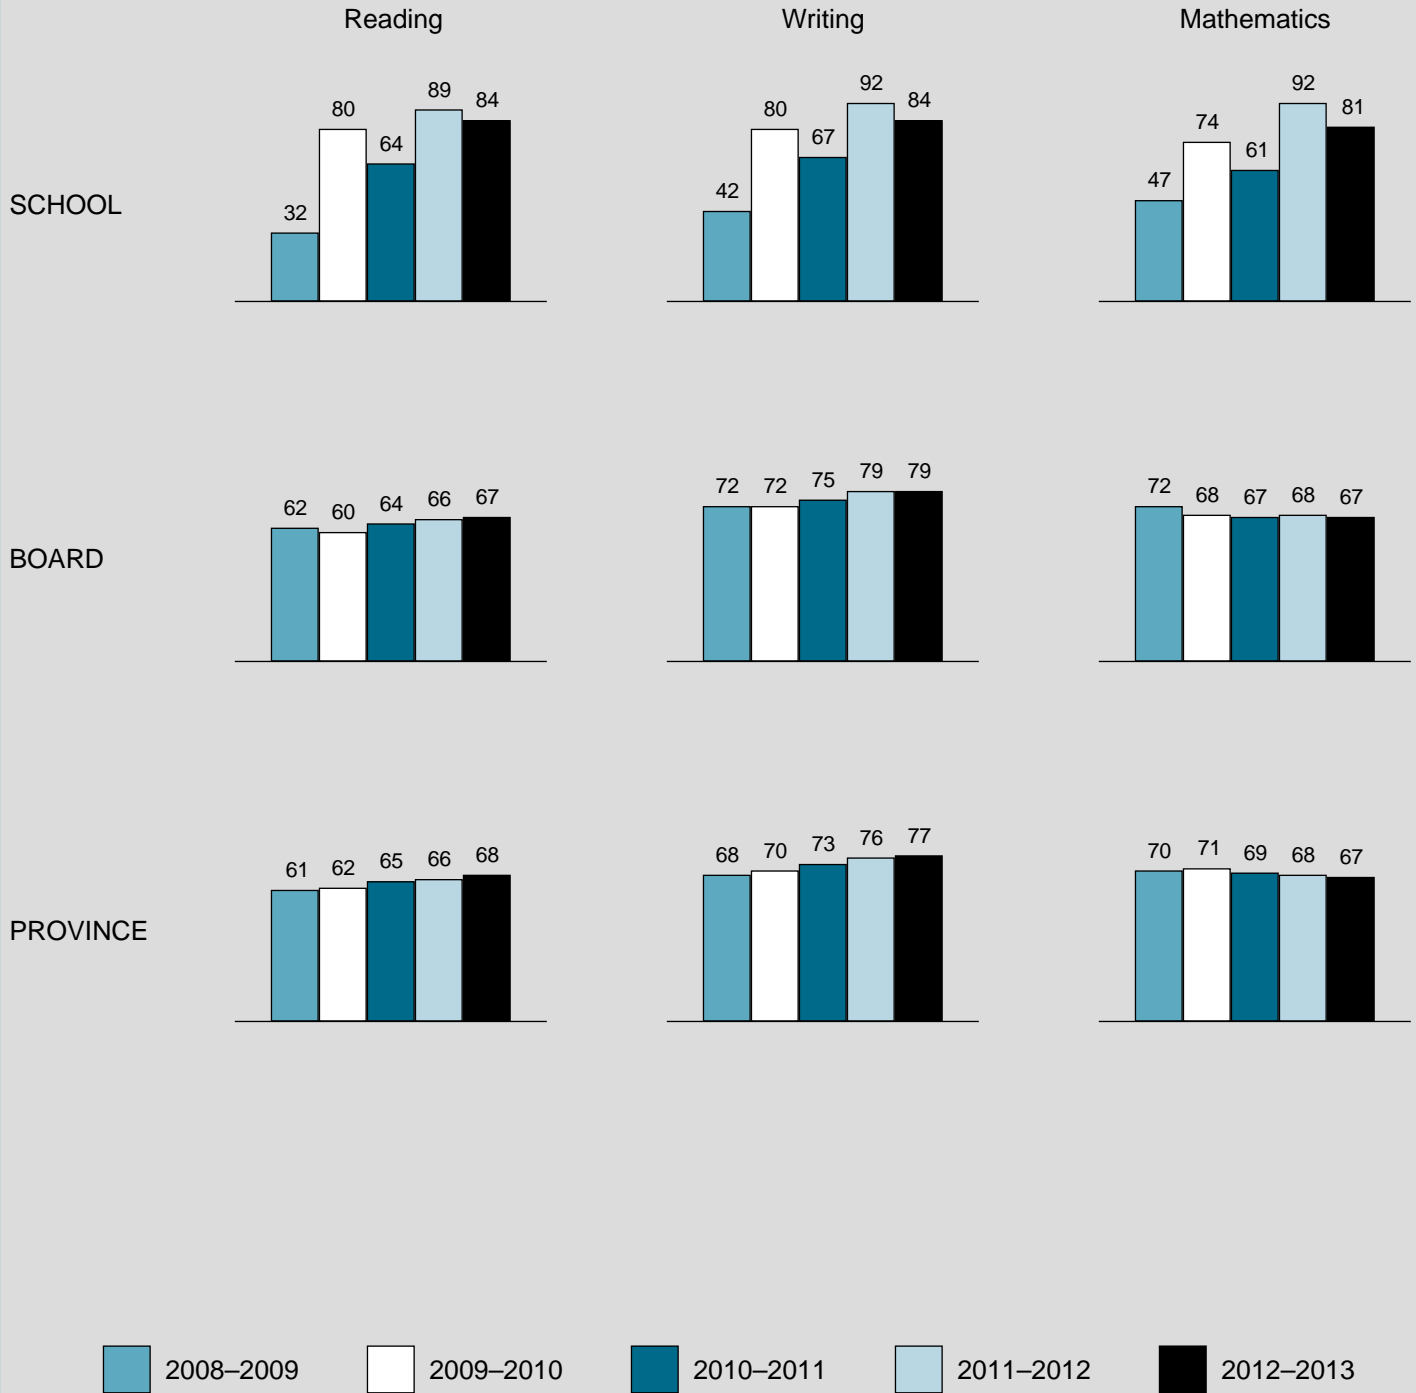 Reading Writing Mathematics
SCHOOL
32 80 64 89 84
42 80 67 92 84
47 74 61 92 81
BOARD
62 60 64 66 67
72 72 75 79 79
72 68 67 68 67
PROVINCE
61 62 65 66 68
68 70 73 76 77
70 71 69 68 67
2008–2009 2009–2010 2010–2011 2011–2012 2012–2013